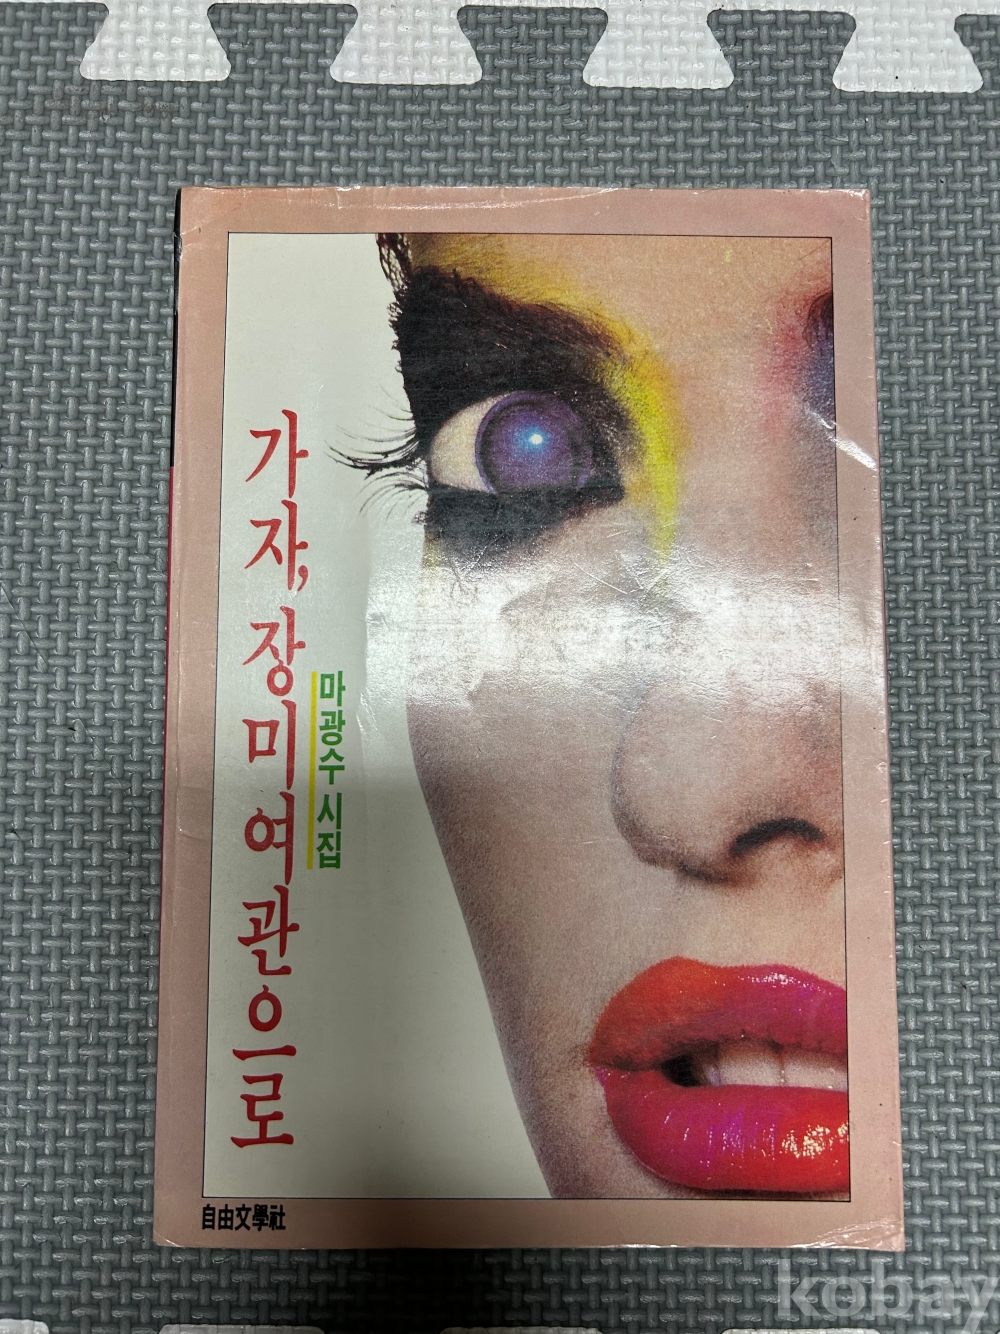 가자, 장미여관으로
마광수 시집
自由文學社
kobay